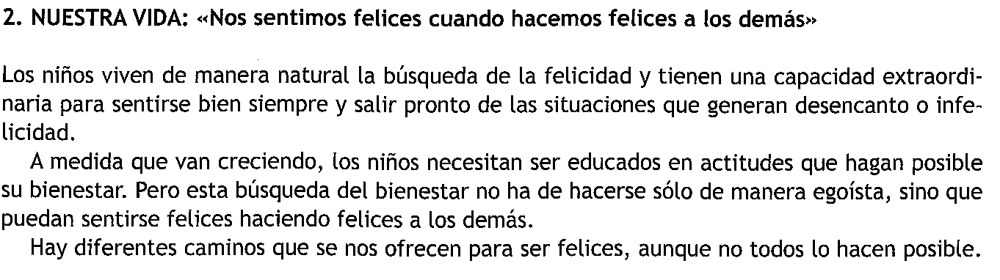 2. NUESTRA VIDA: «Nos sentimos felices cuando hacemos felices a los demás»
Los niños viven de manera natural la búsqueda de la felicidad y tienen una capacidad extraordi-
naria para sentirse bien siempre y salir pronto de las situaciones que generan desencanto o infe-
licidad.
A medida que van creciendo, los niños necesitan ser educados en actitudes que hagan posible
su bienestar. Pero esta búsqueda del bienestar no ha de hacerse sólo de manera egoísta, sino que
puedan sentirse felices haciendo felices a los demás.
Hay diferentes caminos que se nos ofrecen para ser felices, aunque no todos lo hacen posible.